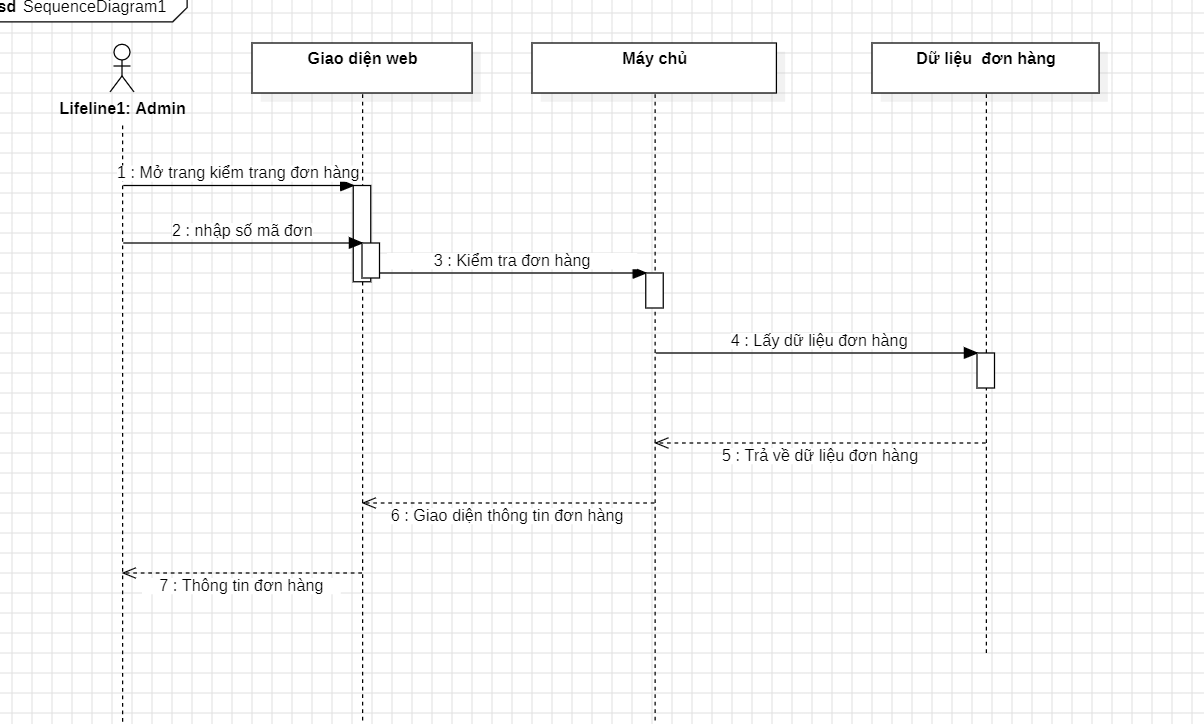 sd SequenceDiagram1
Giao diện web
Máy chủ
Dữ liệu đơn hàng
Lifeline1: Admin
1 : Mở trang kiểm trang đơn hàng
2 : nhập số mã đơn
3 : Kiểm tra đơn hàng
4 : Lấy dữ liệu đơn hàng
5 : Trả về dữ liệu đơn hàng
6 : Giao diện thông tin đơn hàng
7 : Thông tin đơn hàng